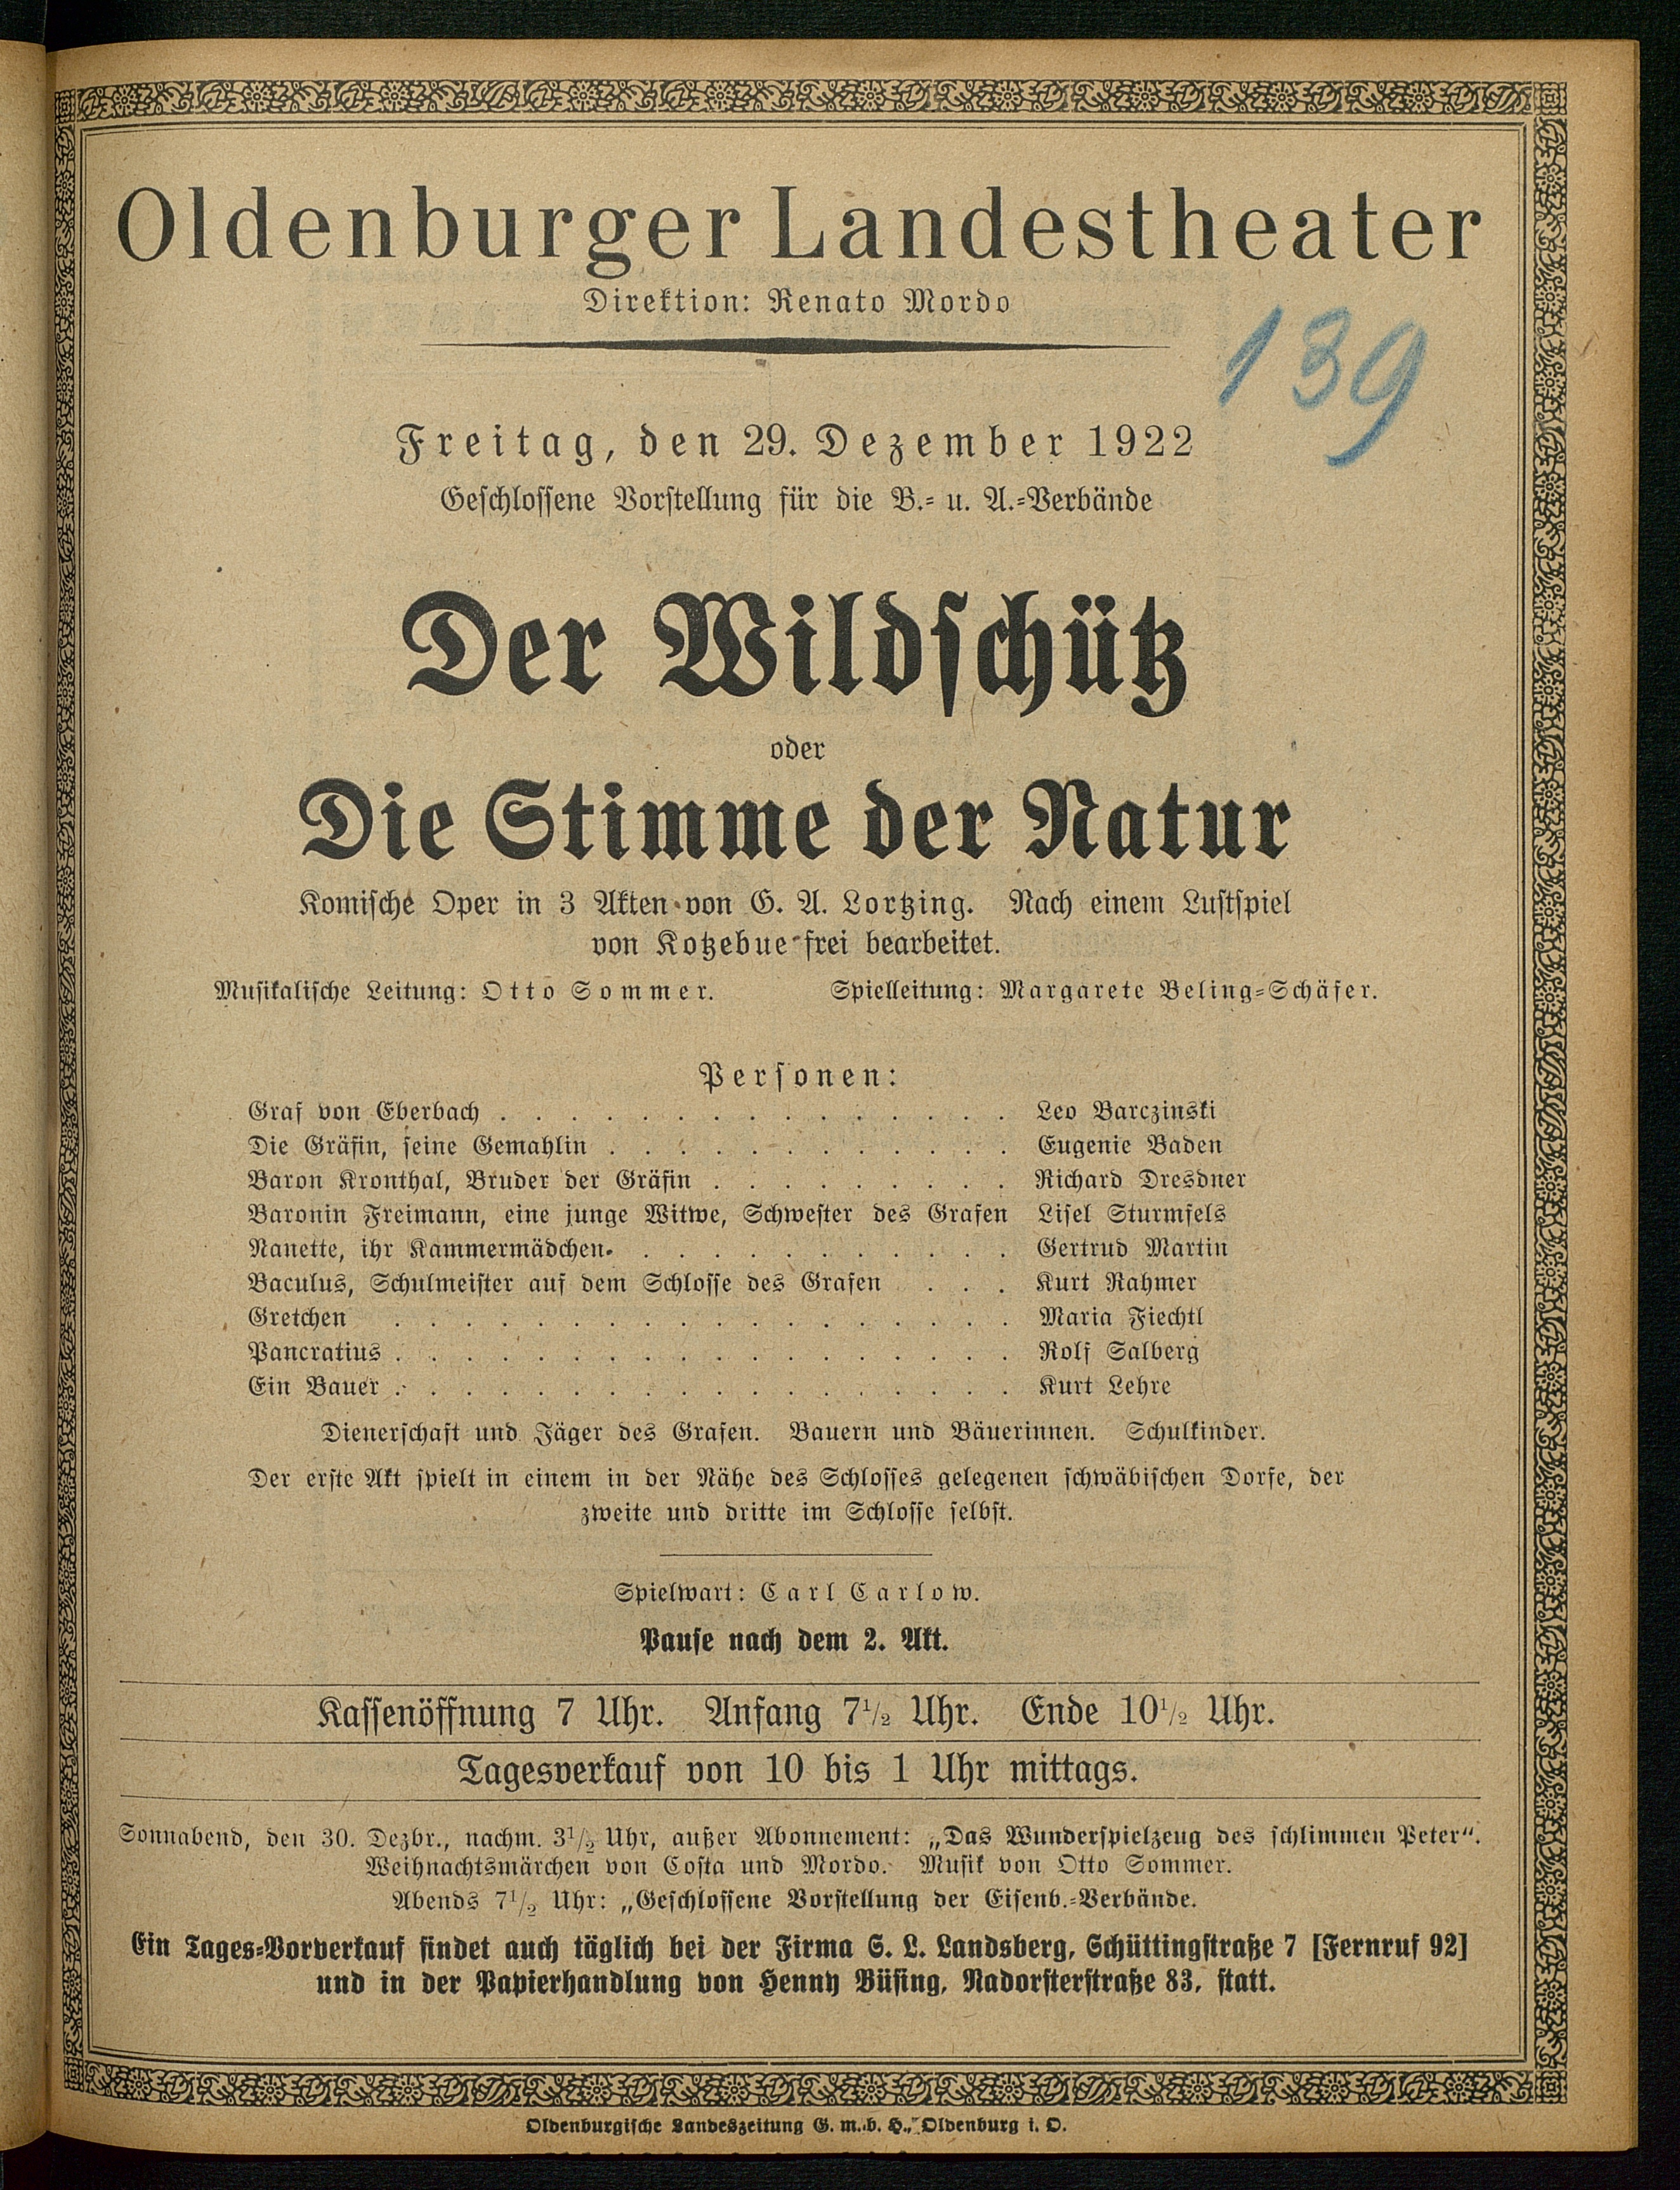 Oldenburger Landestheater
Direktion: Renato Mordo
139
Freitag, den 29. Dezember 1922
Geschlossene Vorstellung für die B.- u. A.-Verbände
Der Wildschütz
oder
Die Stimme der Natur
Komische Oper in 3 Akten von G. A. Lortzing. Nach einem Lustspiel
von Kotzebue frei bearbeitet.
Musikalische Leitung: Otto Sommer. Spielleitung: Margarete Beling-Schäfer.
Personen:
Graf von Eberbach . . . . . . . . . . . . . . . Leo Barczinski
Die Gräfin, seine Gemahlin . . . . . . . . . . . . Eugenie Baden
Baron Kronthal, Bruder der Gräfin . . . . . . . . . Richard Dresdner
Baronin Freimann, eine junge Witwe, Schwester des Grafen Lisel Sturmfels
Nanette, ihr Kammermädchen. . . . . . . . . . . . Gertrud Martin
Baculus, Schulmeister auf dem Schlosse des Grafen . . . Kurt Rahmer
Gretchen . . . . . . . . . . . . . . . . . . Maria Fiechtl
Pancratius . . . . . . . . . . . . . . . . . . Rolf Salberg
Ein Bauer . . . . . . . . . . . . . . . . . . Kurt Lehre
Dienerschaft und Jäger des Grafen. Bauern und Bäuerinnen. Schulkinder.
Der erste Akt spielt in einem in der Nähe des Schlosses gelegenen schwäbischen Dorfe, der
zweite und dritte im Schlosse selbst.
Spielwart: Carl Carlow.
Pause nach dem 2. Akt.
Kassenöffnung 7 Uhr. Anfang 7 1/2 Uhr. Ende 10 1/2 Uhr.
Tagesverkauf von 10 bis 1 Uhr mittags.
Sonnabend, den 30. Dezbr., nachm. 3 1/2 Uhr, außer Abonnement: „Das Wunderspielzeug des schlimmen Peter“.
Weihnachtsmärchen von Costa und Mordo. Musik von Otto Sommer.
Abends 7 1/2 Uhr: „Geschlossene Vorstellung der Eisenb.-Verbände.
Ein Tages-Vorverkauf findet auch täglich bei der Firma S. L. Landsberg, Schüttingstraße 7 [Fernruf 92]
und in der Papierhandlung von Henny Büsing, Nadorsterstraße 83, statt.
Oldenburgische Landeszeitung G. m. b. H., Oldenburg i. O.